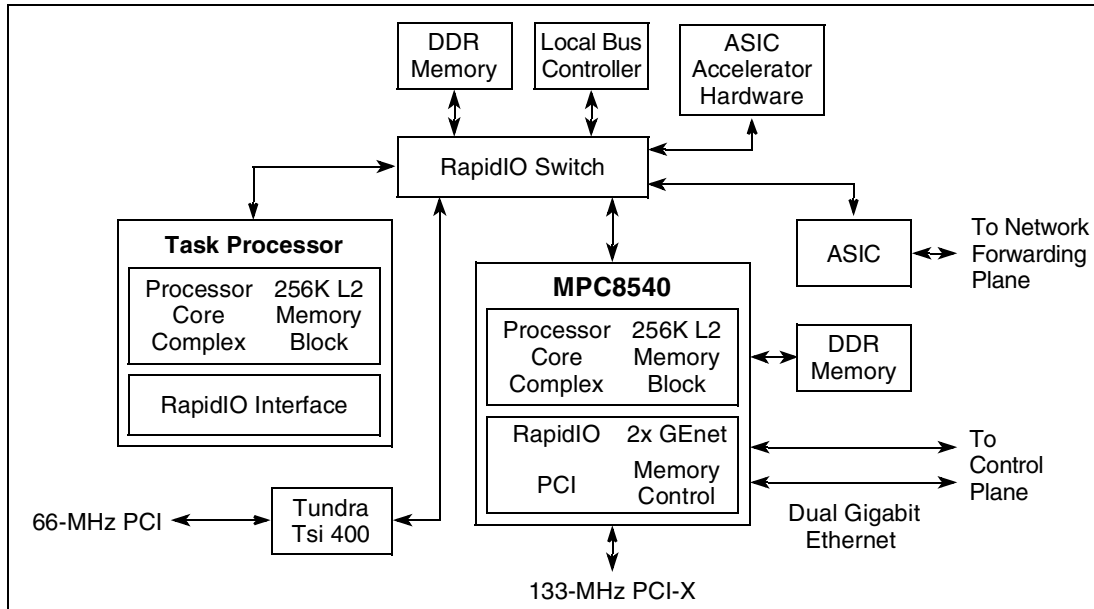 DDR
Memory
Local Bus
Controller
ASIC
Accelerator
Hardware
RapidIO Switch
Task Processor
Processor
Core
Complex
256K L2
Memory
Block
RapidIO Interface
MPC8540
Processor
Core
Complex
256K L2
Memory
Block
RapidIO
2x GEnet
PCI
Memory
Control
ASIC
To Network
Forwarding
Plane
DDR
Memory
To
Control
Plane
Dual Gigabit
Ethernet
66-MHz PCI
Tundra
Tsi 400
133-MHz PCI-X